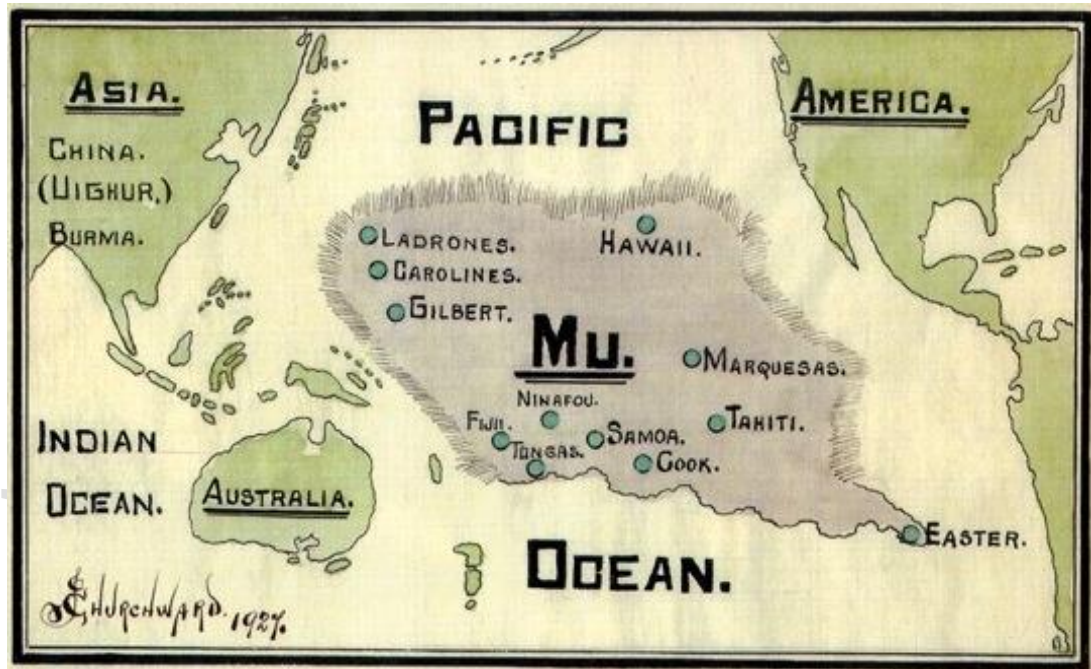 ASIA.
CHINA.
(UIGHUR,)
BURMA.
PACIFIC
AMERICA.
LADRONES.
HAWAII.
CAROLINES.
GILBERT.
MU.
MARQUESAS.
NINAFOU.
FIJII.
TAHITI.
SAMOA.
TONGAS.
COOK.
INDIAN
OCEAN.
AUSTRALIA.
EASTER.
OCEAN.
CHURCHWARD. 1927.